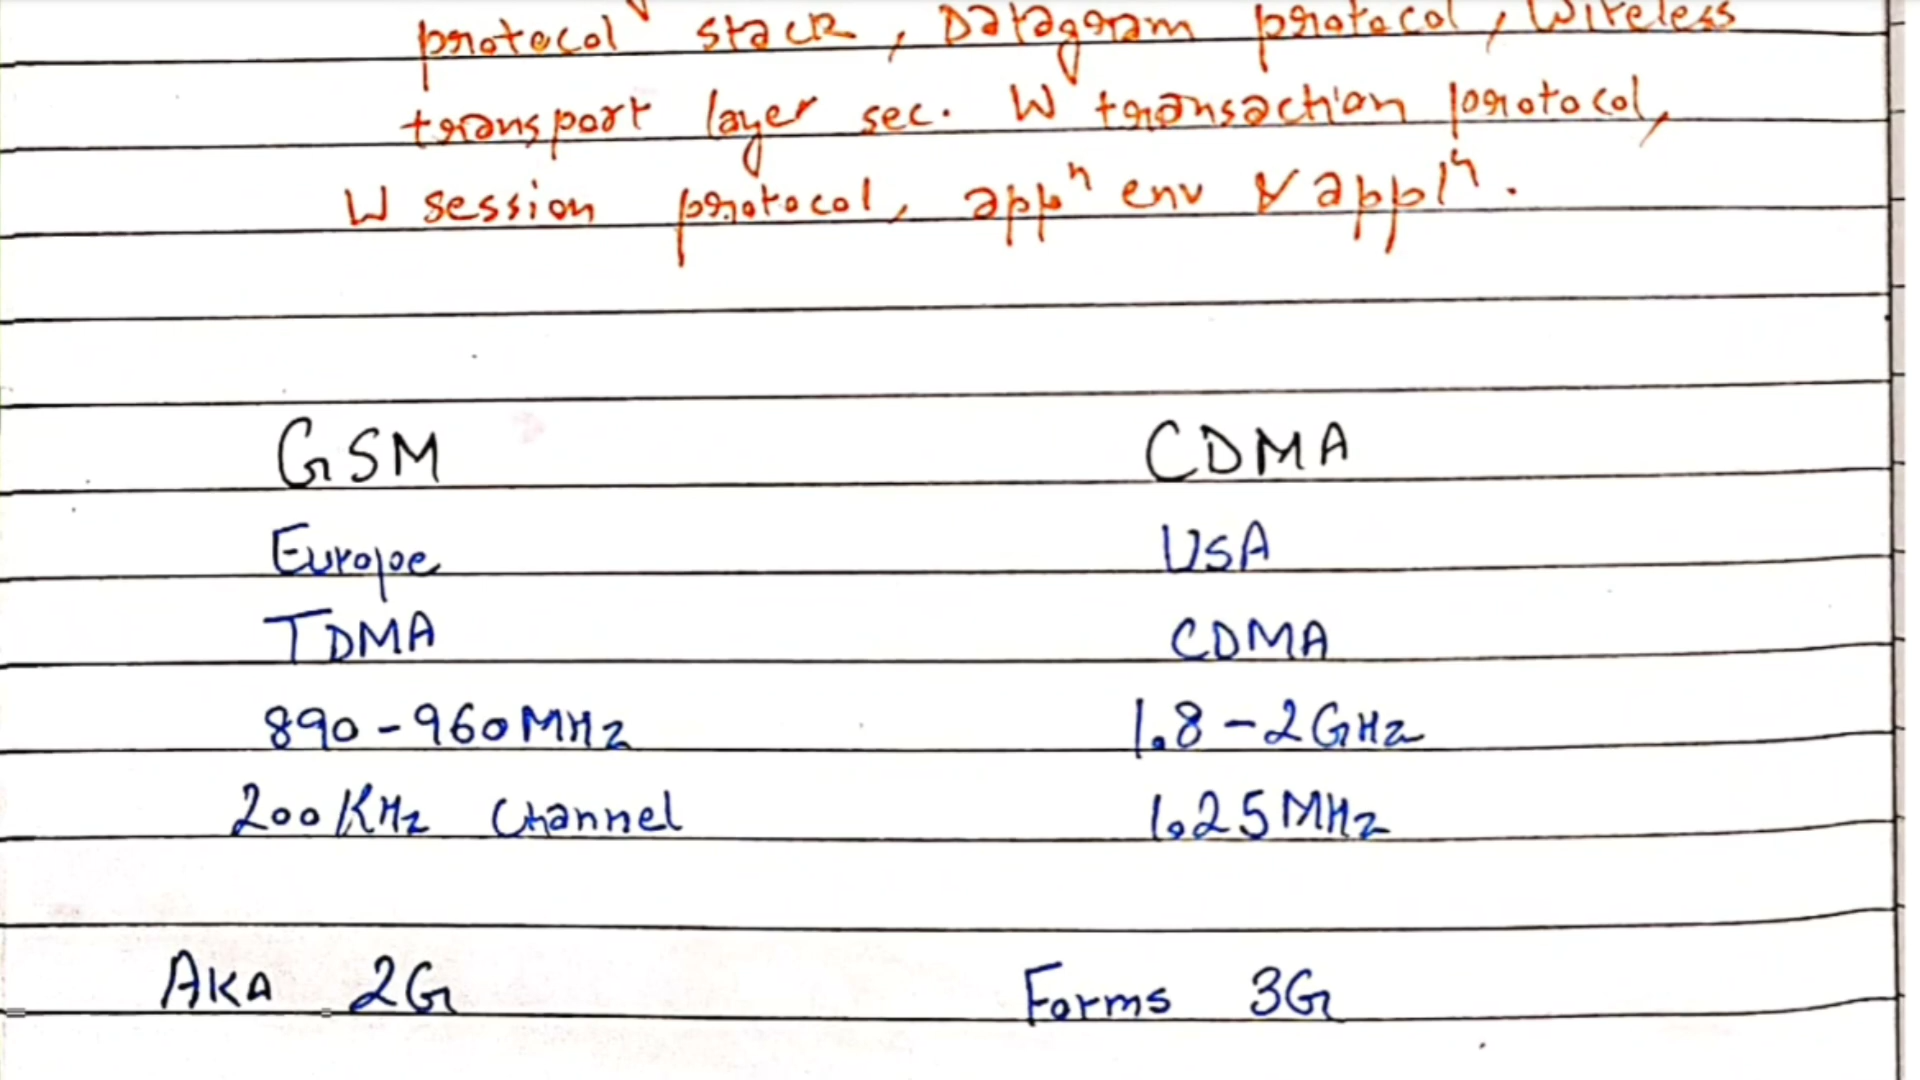 protocol stack, Datagram protocol, Wireless
transport layer sec. W transaction protocol,
W session protocol, appⁿ env & applⁿ.
GSM CDMA
Europe USA
TDMA CDMA
890-960MHz 1.8-2GHz
200KHz Channel 1.25MHz
AKA 2G Forms 3G